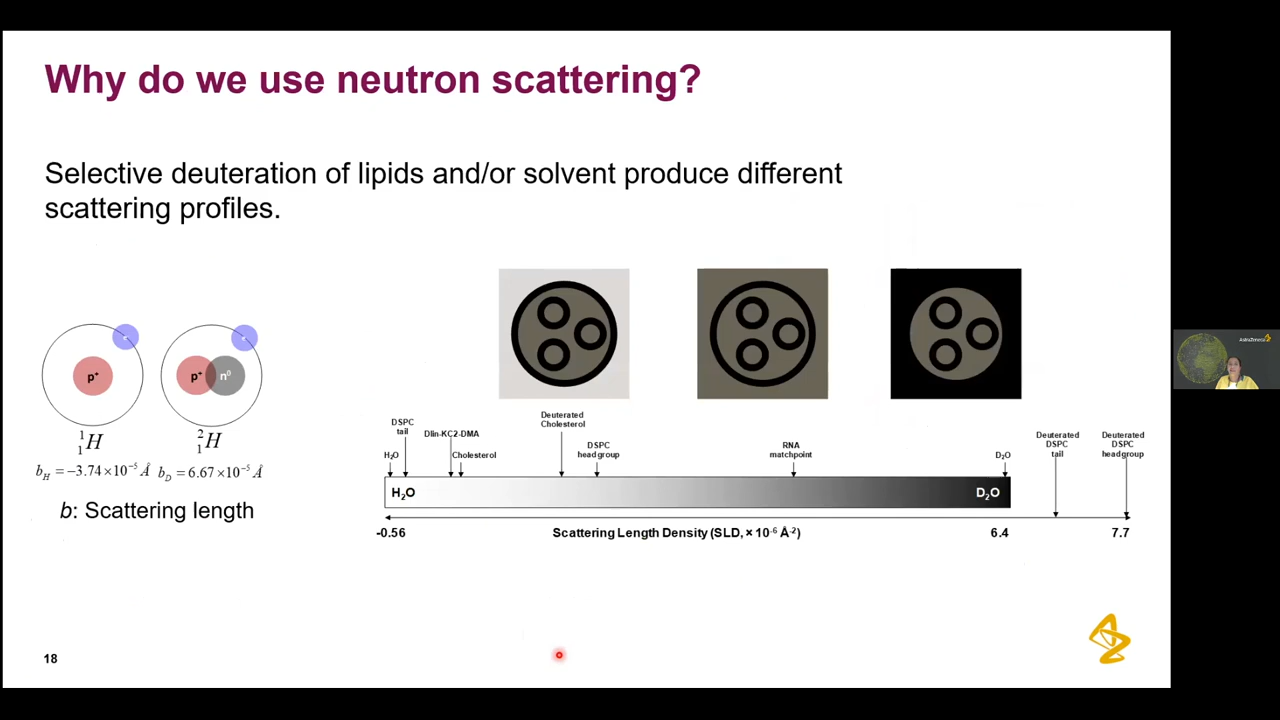 Why do we use neutron scattering?
Selective deuteration of lipids and/or solvent produce different
scattering profiles.
p⁺
p⁺ n⁰
¹₁H
²₁H
b_H = −3.74×10⁻⁵ Å
b_D = 6.67×10⁻⁵ Å
b: Scattering length
H₂O
DSPC
tail
Dlin-KC2-DMA
Cholesterol
Deuterated
Cholesterol
DSPC
headgroup
RNA
matchpoint
D₂O
Deuterated
DSPC
tail
Deuterated
DSPC
headgroup
H₂O
D₂O
-0.56
Scattering Length Density (SLD, × 10⁻⁶ Å⁻²)
6.4
7.7
18
AstraZeneca